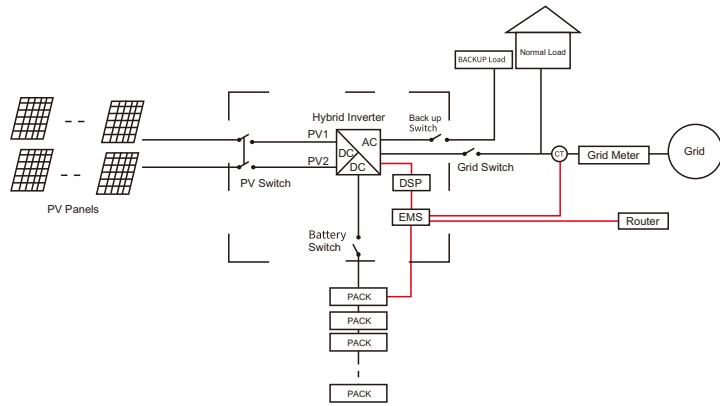 BACKUP Load
Normal Load
Hybrid Inverter
Back up
Switch
PV1
PV2
DC
AC
DC
PV Switch
Grid Switch
CT
Grid Meter
Grid
PV Panels
DSP
EMS
Router
Battery
Switch
PACK
PACK
PACK
PACK